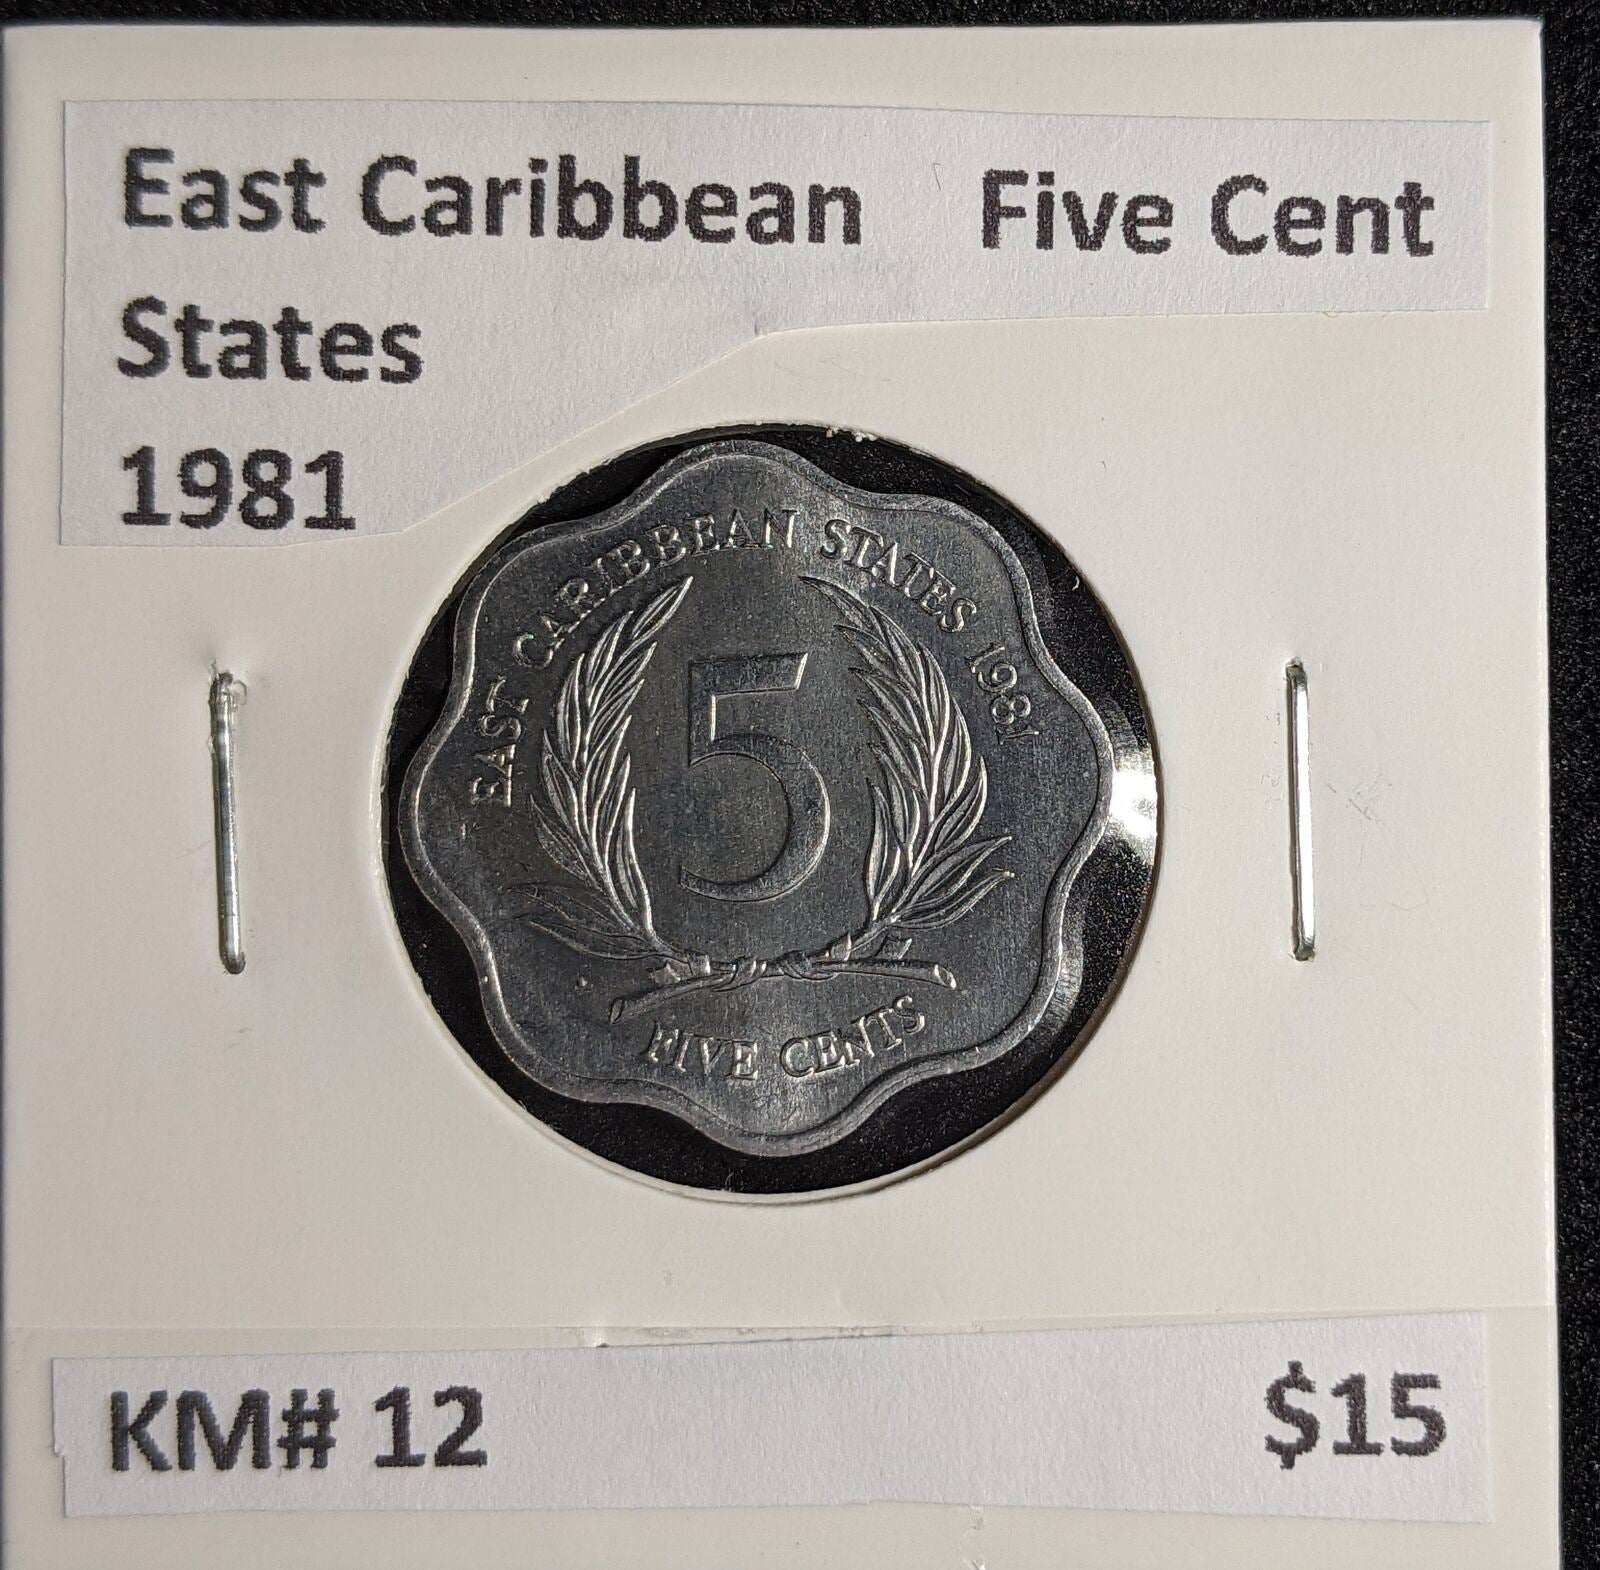 East Caribbean Five Cent
States
1981
EAST CARIBBEAN STATES 1981
5
FIVE CENTS
KM# 12 $15